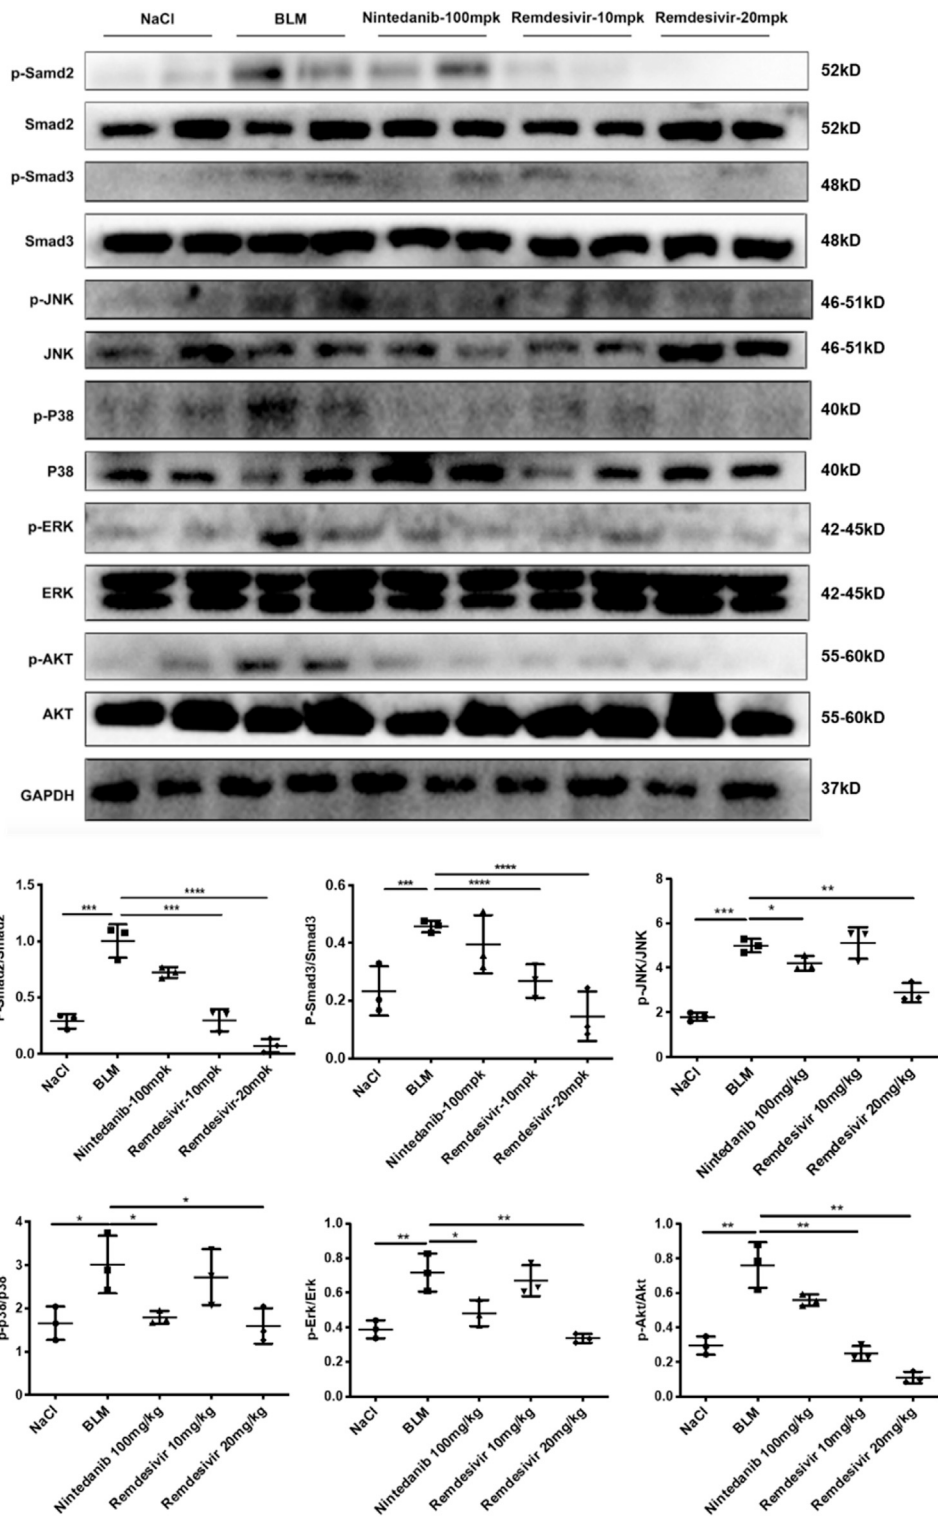 NaCl BLM Nintedanib-100mpk Remdesivir-10mpk Remdesivir-20mpk
p-Samd2 52kD
Smad2 52kD
p-Smad3 48kD
Smad3 48kD
p-JNK 46-51kD
JNK 46-51kD
p-P38 40kD
P38 40kD
p-ERK 42-45kD
ERK 42-45kD
p-AKT 55-60kD
AKT 55-60kD
GAPDH 37kD
P-Smad2/Smad2
1.5
1.0
0.5
0.0
*** *** ****
NaCl
BLM
Nintedanib-100mpk
Remdesivir-10mpk
Remdesivir-20mpk
P-Smad3/Smad3
0.6
0.4
0.2
0.0
*** **** ****
NaCl
BLM
Nintedanib-100mpk
Remdesivir-10mpk
Remdesivir-20mpk
p-JNK/JNK
8
6
4
2
0
*** * **
NaCl
BLM
Nintedanib 100mg/kg
Remdesivir 10mg/kg
Remdesivir 20mg/kg
p-p38/p38
4
3
2
1
0
* * *
NaCl
BLM
Nintedanib 100mg/kg
Remdesivir 10mg/kg
Remdesivir 20mg/kg
p-Erk/Erk
1.0
0.8
0.6
0.4
0.2
0.0
** * **
NaCl
BLM
Nintedanib 100mg/kg
Remdesivir 10mg/kg
Remdesivir 20mg/kg
p-Akt/Akt
1.0
0.8
0.6
0.4
0.2
0.0
** ** **
NaCl
BLM
Nintedanib 100mg/kg
Remdesivir 10mg/kg
Remdesivir 20mg/kg